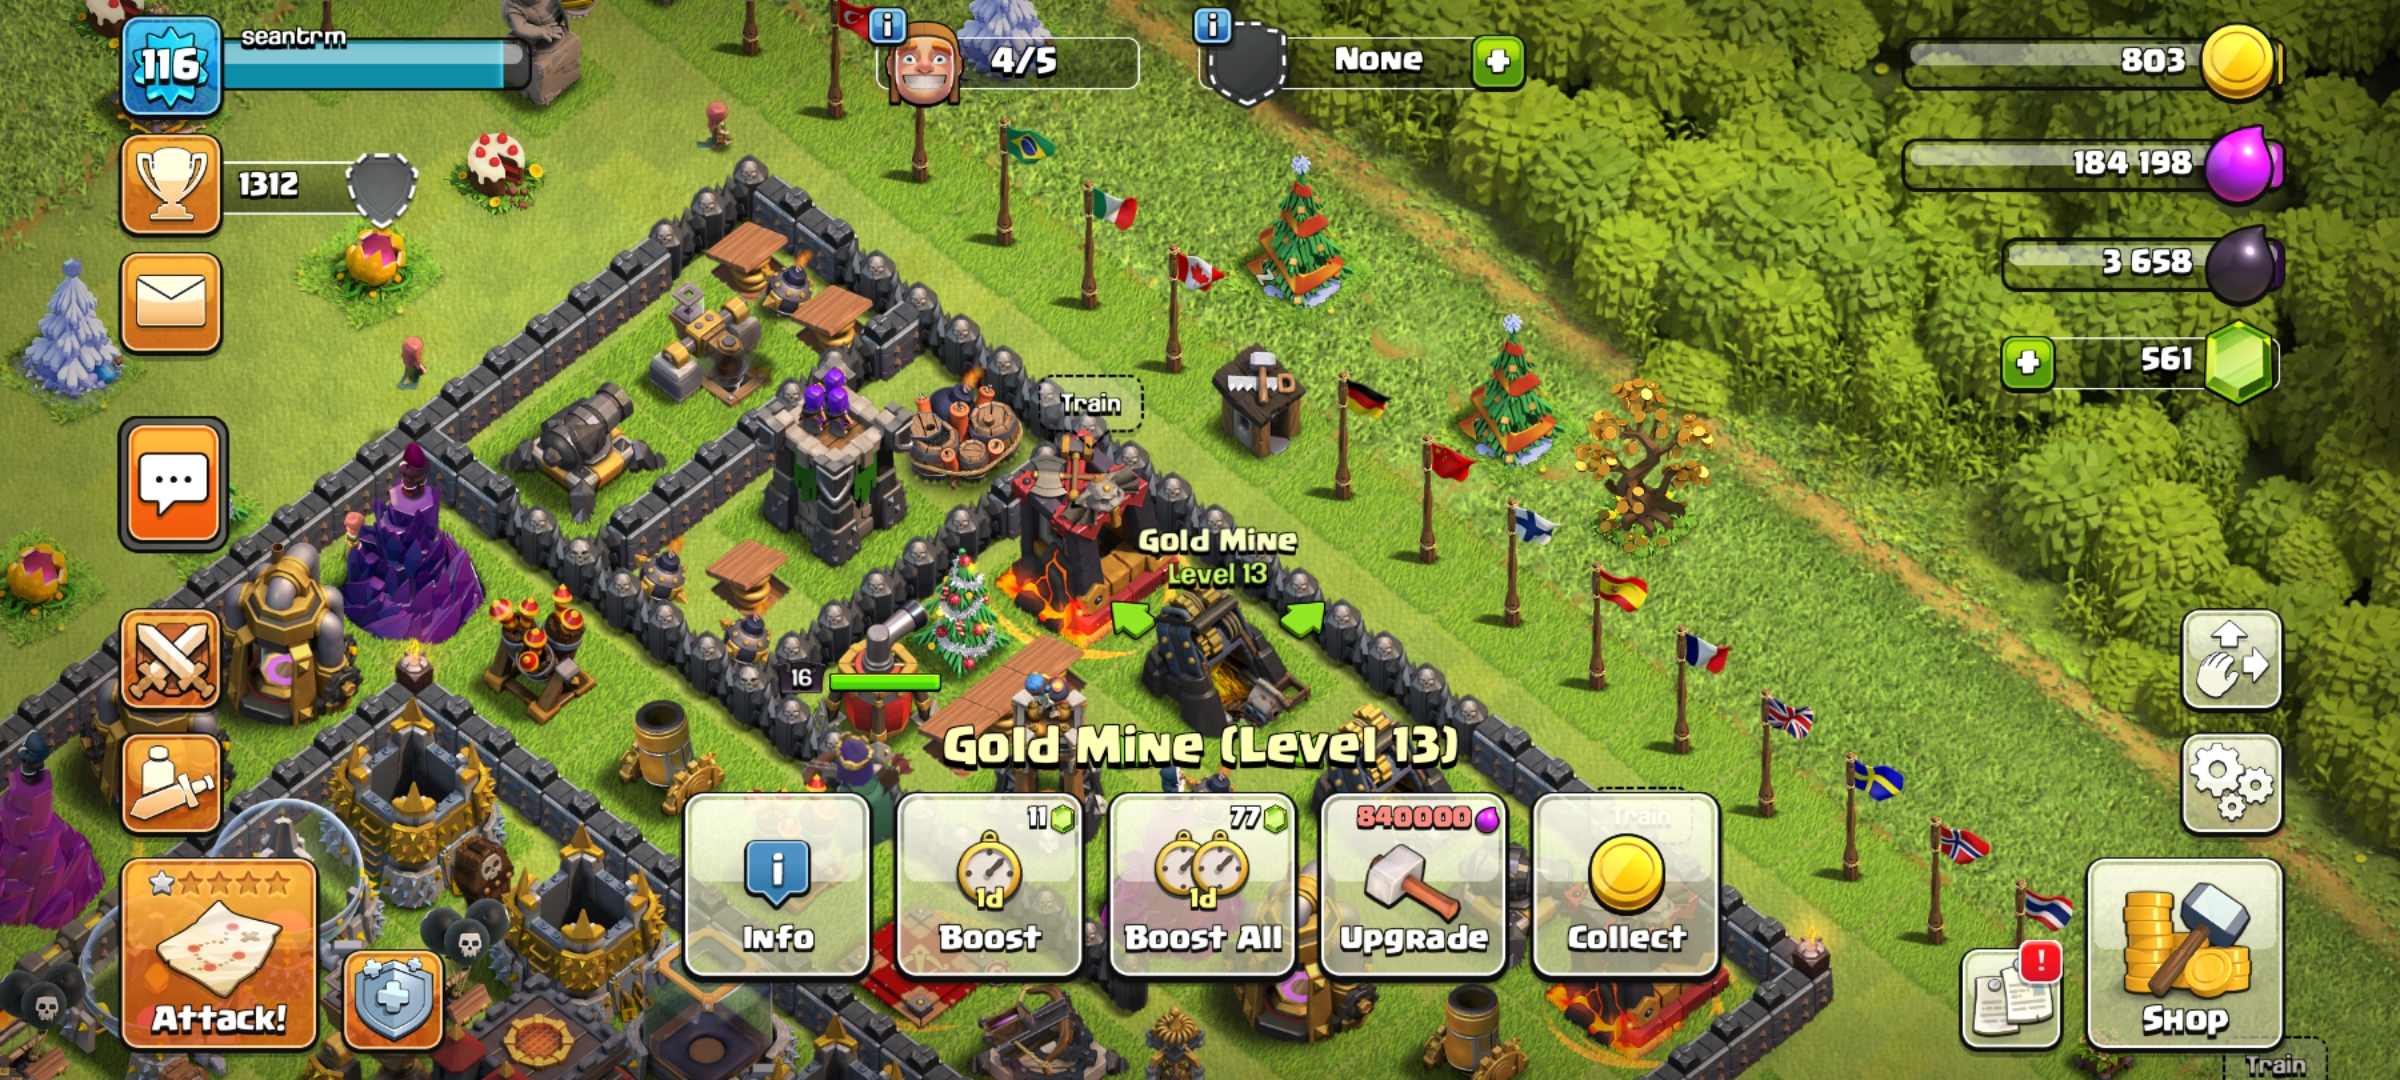 116
seantrm
4/5
None
803
1312
184 198
3 658
561
Train
Gold Mine
Level 13
16
Gold Mine (Level 13)
11
77
840000
Train
1d
1d
Info
Boost
Boost All
Upgrade
Collect
Attack!
!
Shop
Train